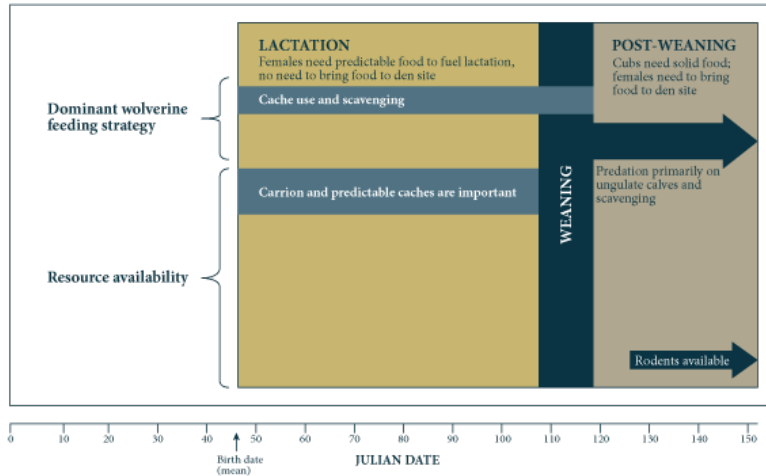 LACTATION
Females need predictable food to fuel lactation,
no need to bring food to den site
POST-WEANING
Cubs need solid food;
females need to bring
food to den site
Dominant wolverine
feeding strategy
Cache use and scavenging
Carrion and predictable caches are important
WEANING
Predation primarily on
ungulate calves and
scavenging
Resource availability
Rodents available
0 10 20 30 40 50 60 70 80 90 100 110 120 130 140 150
Birth date
(mean)
JULIAN DATE